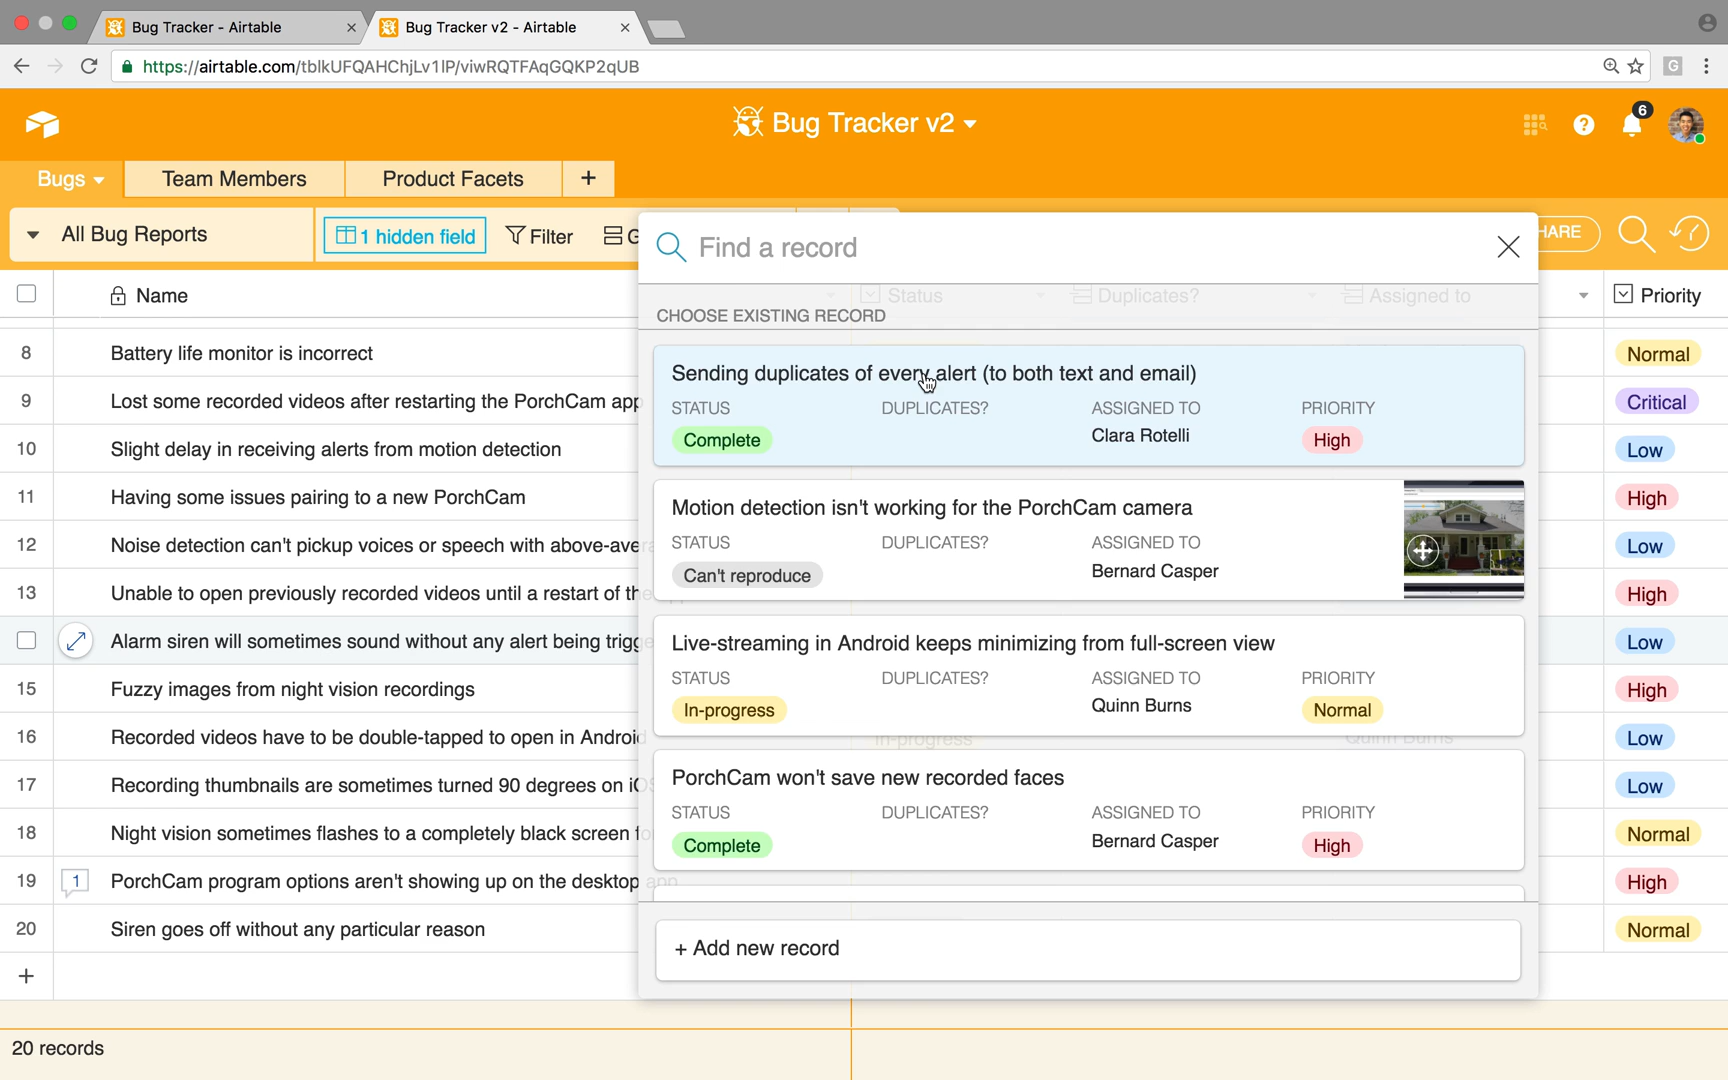 Bug Tracker - Airtable
Bug Tracker v2 - Airtable
https://airtable.com/tblkUFQAHChjLv1IP/viwRQTFAqGQKP2qUB
G
Bug Tracker v2
?
6
Bugs
Team Members
Product Facets
+
All Bug Reports
1 hidden field
Filter
G
HARE
Find a record
Name
Status
Duplicates?
Assigned to
Priority
CHOOSE EXISTING RECORD
8 Battery life monitor is incorrect Normal
9 Lost some recorded videos after restarting the PorchCam app Critical
10 Slight delay in receiving alerts from motion detection Low
11 Having some issues pairing to a new PorchCam High
12 Noise detection can't pickup voices or speech with above-aver Low
13 Unable to open previously recorded videos until a restart of the High
Alarm siren will sometimes sound without any alert being trigge Low
15 Fuzzy images from night vision recordings High
16 Recorded videos have to be double-tapped to open in Android Low
17 Recording thumbnails are sometimes turned 90 degrees on iOS Low
18 Night vision sometimes flashes to a completely black screen fo Normal
19 1 PorchCam program options aren't showing up on the desktop app High
20 Siren goes off without any particular reason Normal
+
20 records
Sending duplicates of every alert (to both text and email)
STATUS DUPLICATES? ASSIGNED TO PRIORITY
Complete Clara Rotelli High
Motion detection isn't working for the PorchCam camera
STATUS DUPLICATES? ASSIGNED TO
Can't reproduce Bernard Casper
Live-streaming in Android keeps minimizing from full-screen view
STATUS DUPLICATES? ASSIGNED TO PRIORITY
In-progress Quinn Burns Normal
In-progress Quinn Burns
PorchCam won't save new recorded faces
STATUS DUPLICATES? ASSIGNED TO PRIORITY
Complete Bernard Casper High
+ Add new record